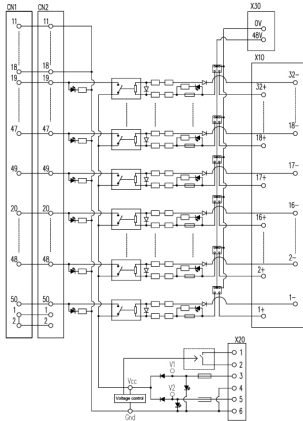 CN1 CN2 X30
11 11 0V
48V
X10
18 18
19 19 32-
32+
47 47 18-
18+
49 49 17-
17+
20 20 16-
16+
48 48 2-
2+
50 50 1-
1 1 1+
2 2
X20
V1 1
2
Vcc 3
V2 4
Voltage control 5
Gnd 6